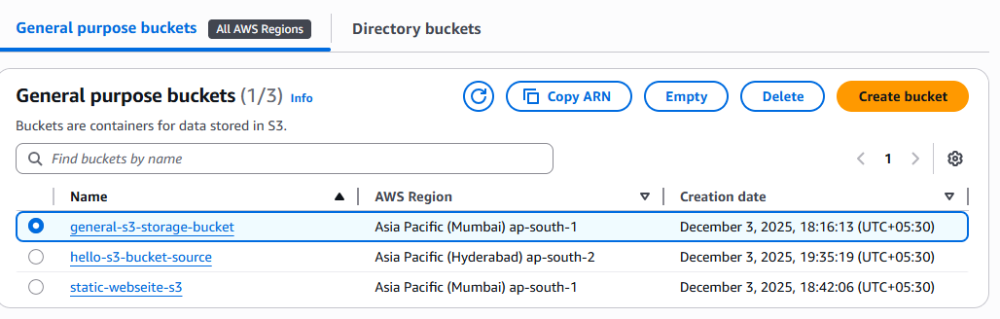 General purpose buckets All AWS Regions Directory buckets
General purpose buckets (1/3) Info Copy ARN Empty Delete Create bucket
Buckets are containers for data stored in S3.
Find buckets by name 1
Name AWS Region Creation date
general-s3-storage-bucket Asia Pacific (Mumbai) ap-south-1 December 3, 2025, 18:16:13 (UTC+05:30)
hello-s3-bucket-source Asia Pacific (Hyderabad) ap-south-2 December 3, 2025, 19:35:19 (UTC+05:30)
static-webseite-s3 Asia Pacific (Mumbai) ap-south-1 December 3, 2025, 18:42:06 (UTC+05:30)